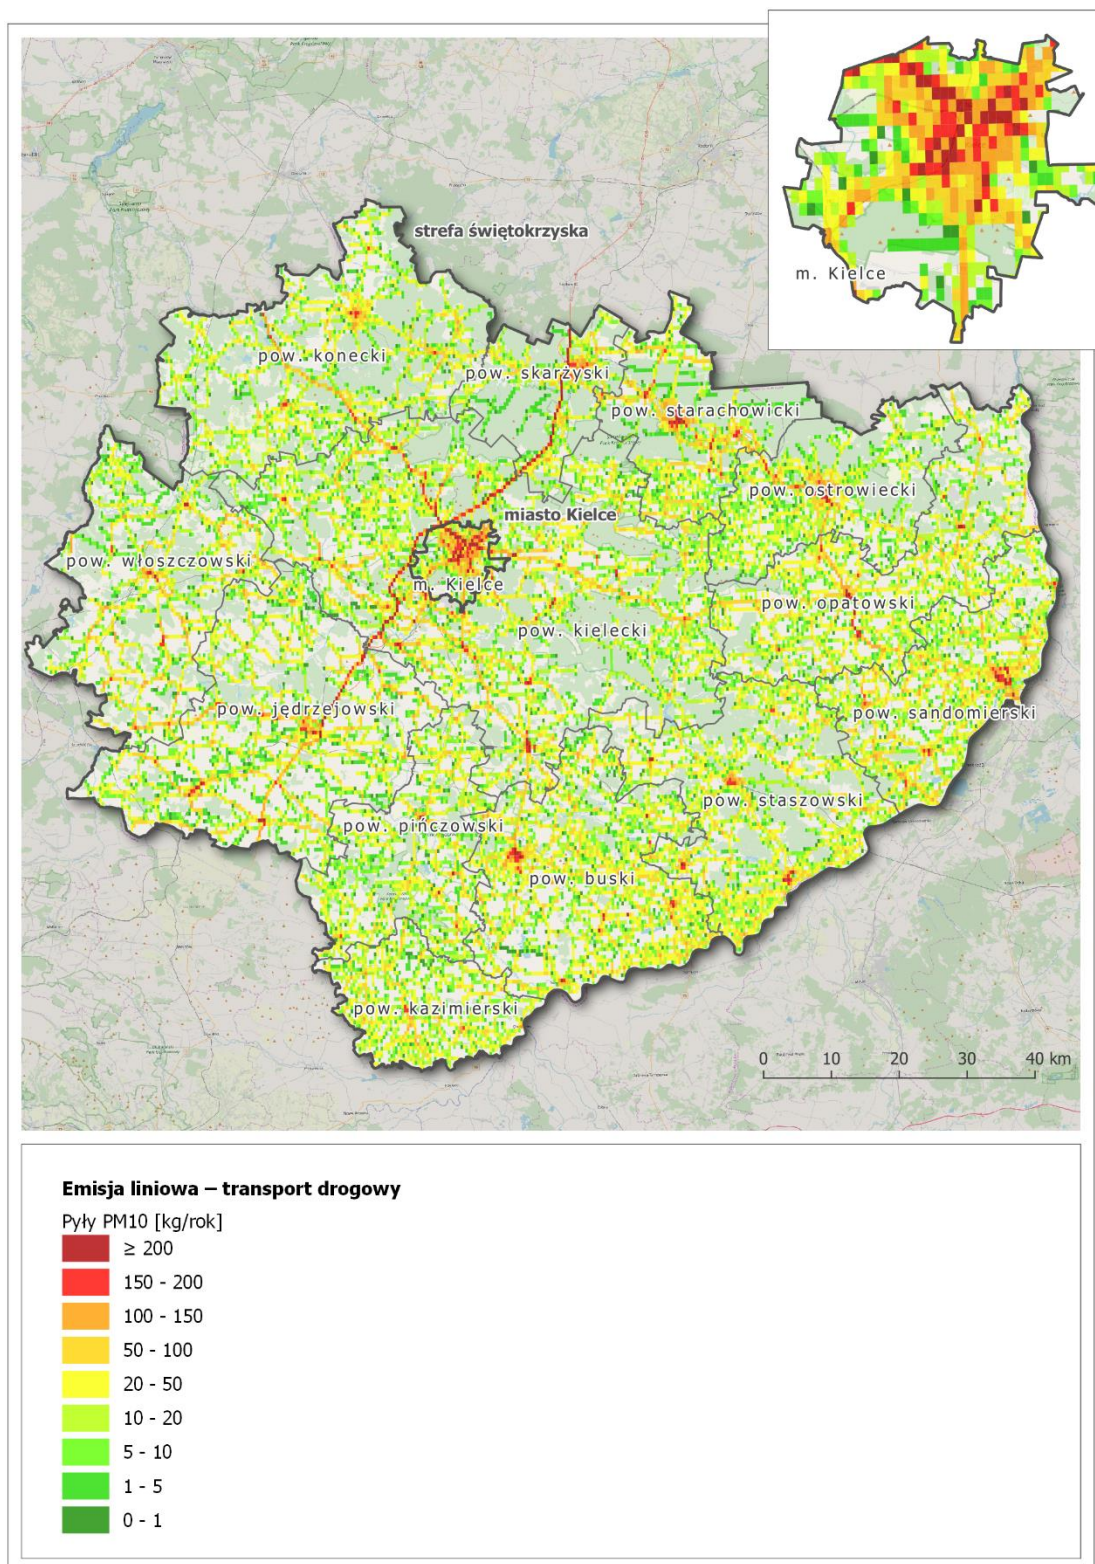 strefa świętokrzyska
m. Kielce
pow. konecki
pow. skarżyski
pow. starachowicki
pow. ostrowiecki
miasto Kielce
pow. włoszczowski
m. Kielce
pow. opatowski
pow. kielecki
pow. jędrzejowski
pow. sandomierski
pow. staszowski
pow. pińczowski
pow. buski
pow. kazimierski
0 10 20 30 40 km
Emisja liniowa – transport drogowy
Pyły PM10 [kg/rok]
≥ 200
150 - 200
100 - 150
50 - 100
20 - 50
10 - 20
5 - 10
1 - 5
0 - 1